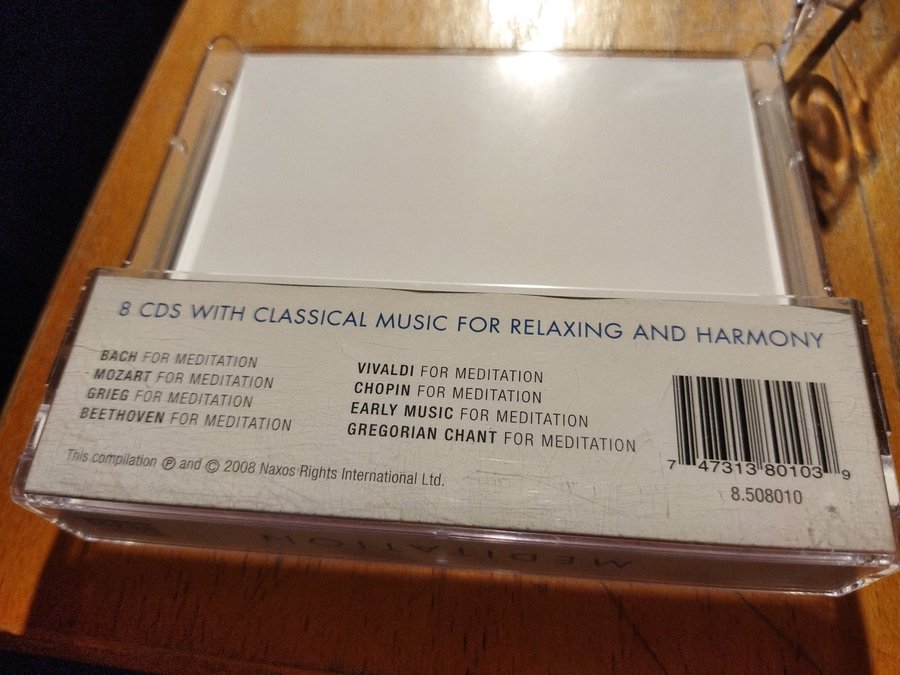 8 CDS WITH CLASSICAL MUSIC FOR RELAXING AND HARMONY
BACH FOR MEDITATION
MOZART FOR MEDITATION
GRIEG FOR MEDITATION
BEETHOVEN FOR MEDITATION
VIVALDI FOR MEDITATION
CHOPIN FOR MEDITATION
EARLY MUSIC FOR MEDITATION
GREGORIAN CHANT FOR MEDITATION
This compilation ℗ and © 2008 Naxos Rights International Ltd.
7 47313 80103 9
8.508010
MEDITATION